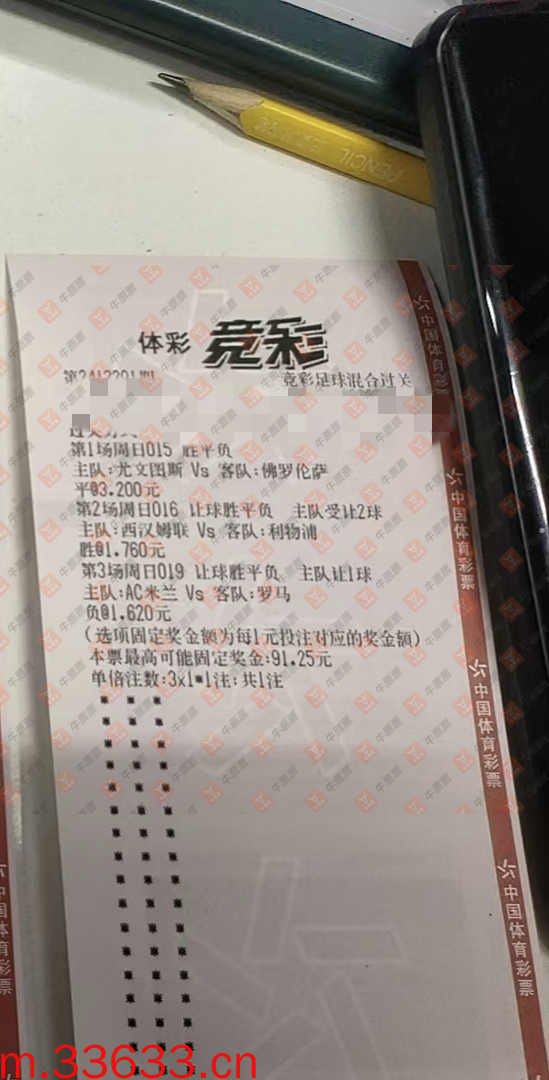 PENCIL
体彩 竞彩
竞彩足球混合过关
第1场周日015 胜平负
主队:尤文图斯 Vs 客队:佛罗伦萨
平@3.200元
第2场周日016 让球胜平负 主队受让2球
主队:西汉姆联 Vs 客队:利物浦
胜@1.760元
第3场周日019 让球胜平负 主队让1球
主队:AC米兰 Vs 客队:罗马
负@1.620元
(选项固定奖金额为每1元投注对应的奖金额)
本票最高可能固定奖金:91.25元
单倍注数:3x1*1注;共1注
中国体育彩票
中国体育彩票
中国体育彩票
中国体育彩票
中国体育彩票
m.33633.cn